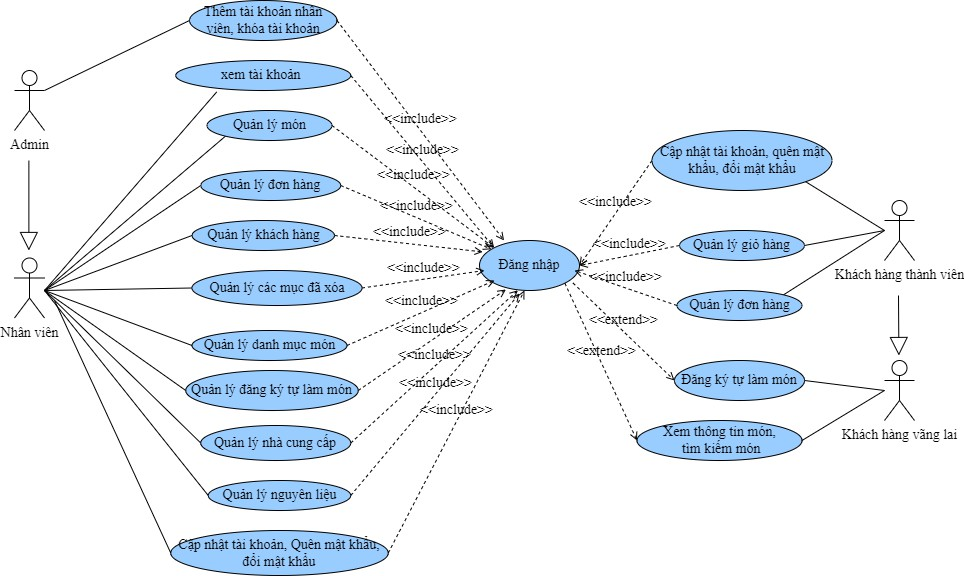 Thêm tài khoản nhân
viên, khóa tài khoản
xem tài khoản
Quản lý món
Quản lý đơn hàng
Quản lý khách hàng
Quản lý các mục đã xóa
Quản lý danh mục món
Quản lý đăng ký tự làm món
Quản lý nhà cung cấp
Quản lý nguyên liệu
Cập nhật tài khoản, Quên mật khẩu,
đổi mật khẩu
Admin
Nhân viên
<<include>>
<<include>>
<<include>>
<<include>>
<<include>>
<<include>>
<<include>>
<<include>>
<<include>>
<<include>>
<<include>>
Đăng nhập
<<include>>
<<include>>
<<include>>
<<extend>>
<<extend>>
Cập nhật tài khoản, quên mật
khẩu, đổi mật khẩu
Quản lý giỏ hàng
Quản lý đơn hàng
Đăng ký tự làm món
Xem thông tin món,
tìm kiếm món
Khách hàng thành viên
Khách hàng vãng lai